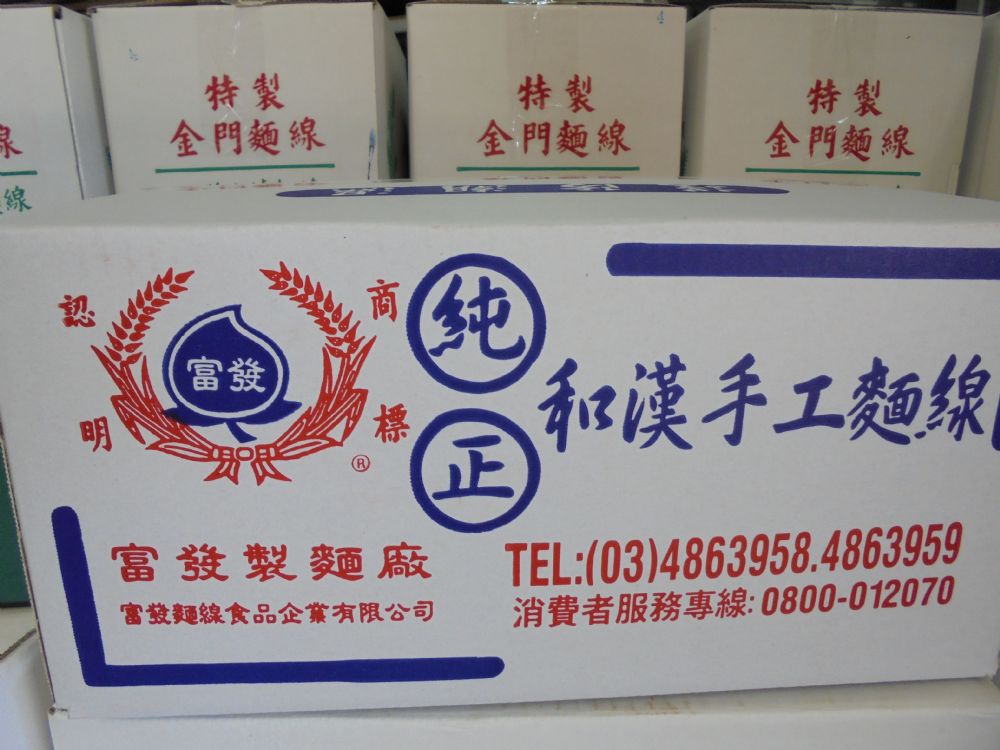 特製
金門麵線
特製
金門麵線
特製
金門麵線
線
線
認明
商標
富發
®
純正
和漢手工麵線
富發製麵廠
富發麵線食品企業有限公司
TEL:(03)4863958.4863959
消費者服務專線:0800-012070